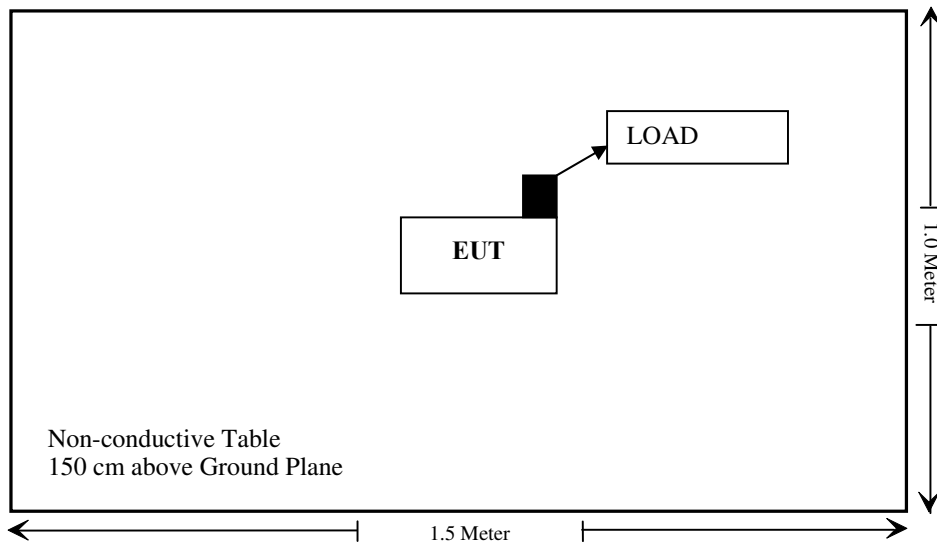 LOAD
EUT
1.0 Meter
Non-conductive Table
150 cm above Ground Plane
1.5 Meter